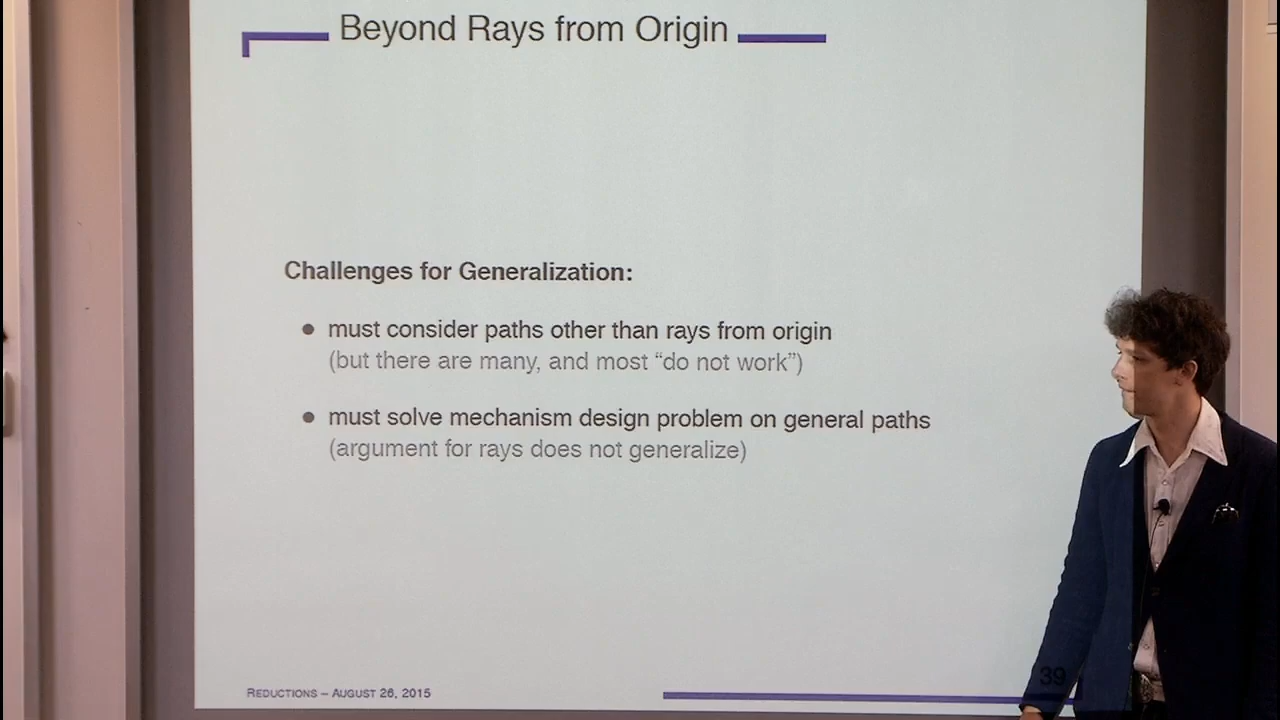 Beyond Rays from Origin
Challenges for Generalization:
● must consider paths other than rays from origin
(but there are many, and most “do not work”)
● must solve mechanism design problem on general paths
(argument for rays does not generalize)
REDUCTIONS – AUGUST 26, 2015
39